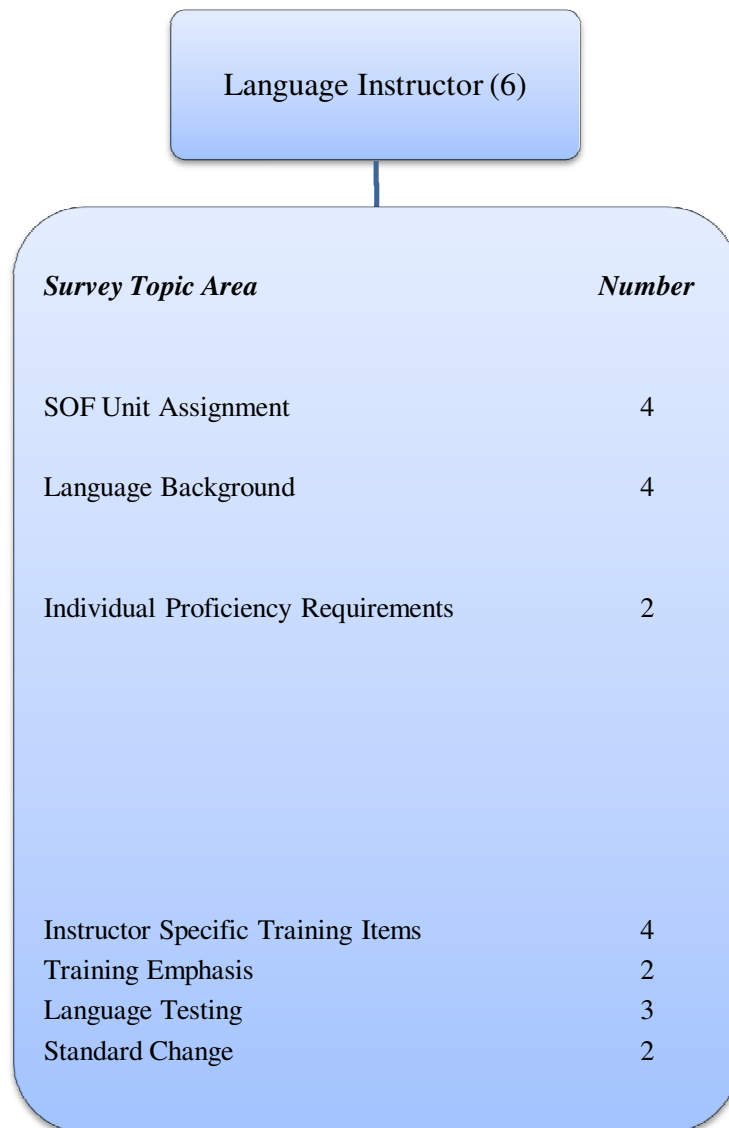 Language Instructor (6)
Survey Topic Area Number
SOF Unit Assignment 4
Language Background 4
Individual Proficiency Requirements 2
Instructor Specific Training Items 4
Training Emphasis 2
Language Testing 3
Standard Change 2